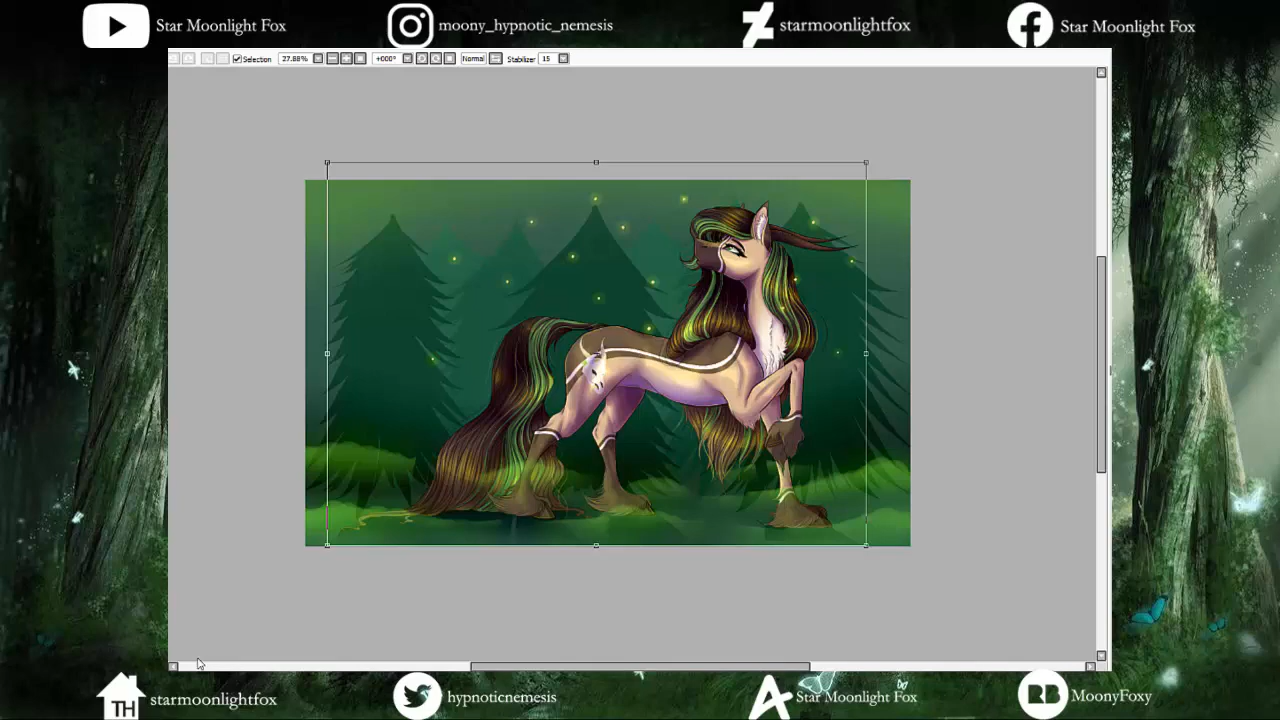 Star Moonlight Fox
moony_hypnotic_nemesis
starmoonlightfox
Star Moonlight Fox
Selection
27.88%
+000°
Normal
Stabilizer
15
TH
starmoonlightfox
hypnoticnemesis
Star Moonlight Fox
RB
MoonyFoxy